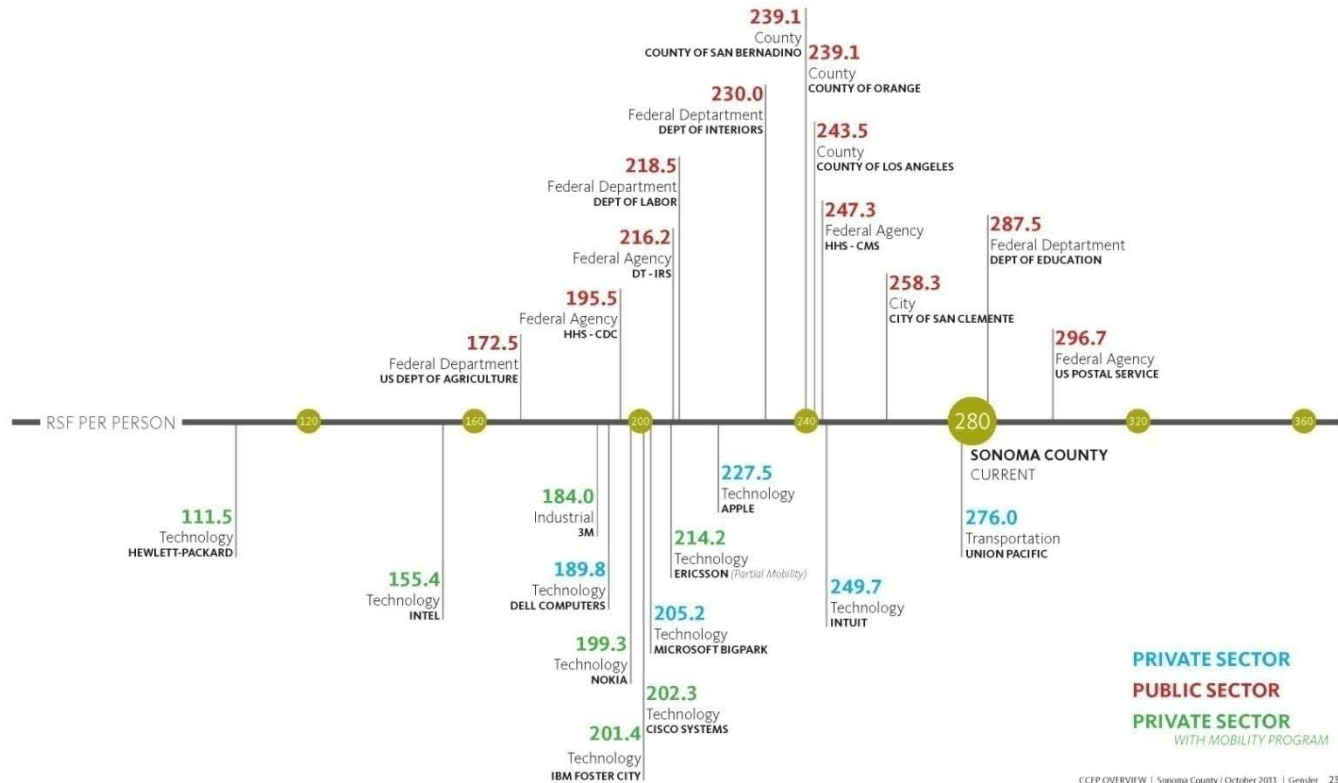 239.1
County
COUNTY OF SAN BERNADINO
239.1
County
COUNTY OF ORANGE
230.0
Federal Deptartment
DEPT OF INTERIORS
243.5
County
COUNTY OF LOS ANGELES
218.5
Federal Department
DEPT OF LABOR
247.3
Federal Agency
HHS - CMS
287.5
Federal Deptartment
DEPT OF EDUCATION
216.2
Federal Agency
DT - IRS
258.3
City
CITY OF SAN CLEMENTE
195.5
Federal Agency
HHS - CDC
172.5
Federal Department
US DEPT OF AGRICULTURE
296.7
Federal Agency
US POSTAL SERVICE
RSF PER PERSON 120 160 200 240 280 320 360
SONOMA COUNTY
CURRENT
111.5
Technology
HEWLETT-PACKARD
155.4
Technology
INTEL
184.0
Industrial
3M
189.8
Technology
DELL COMPUTERS
199.3
Technology
NOKIA
201.4
Technology
IBM FOSTER CITY
202.3
Technology
CISCO SYSTEMS
205.2
Technology
MICROSOFT BIGPARK
214.2
Technology
ERICSSON (Partial Mobility)
227.5
Technology
APPLE
249.7
Technology
INTUIT
276.0
Transportation
UNION PACIFIC
PRIVATE SECTOR
PUBLIC SECTOR
PRIVATE SECTOR
WITH MOBILITY PROGRAM
CCFP OVERVIEW | Sonoma County | October 2011 | Gensler 23